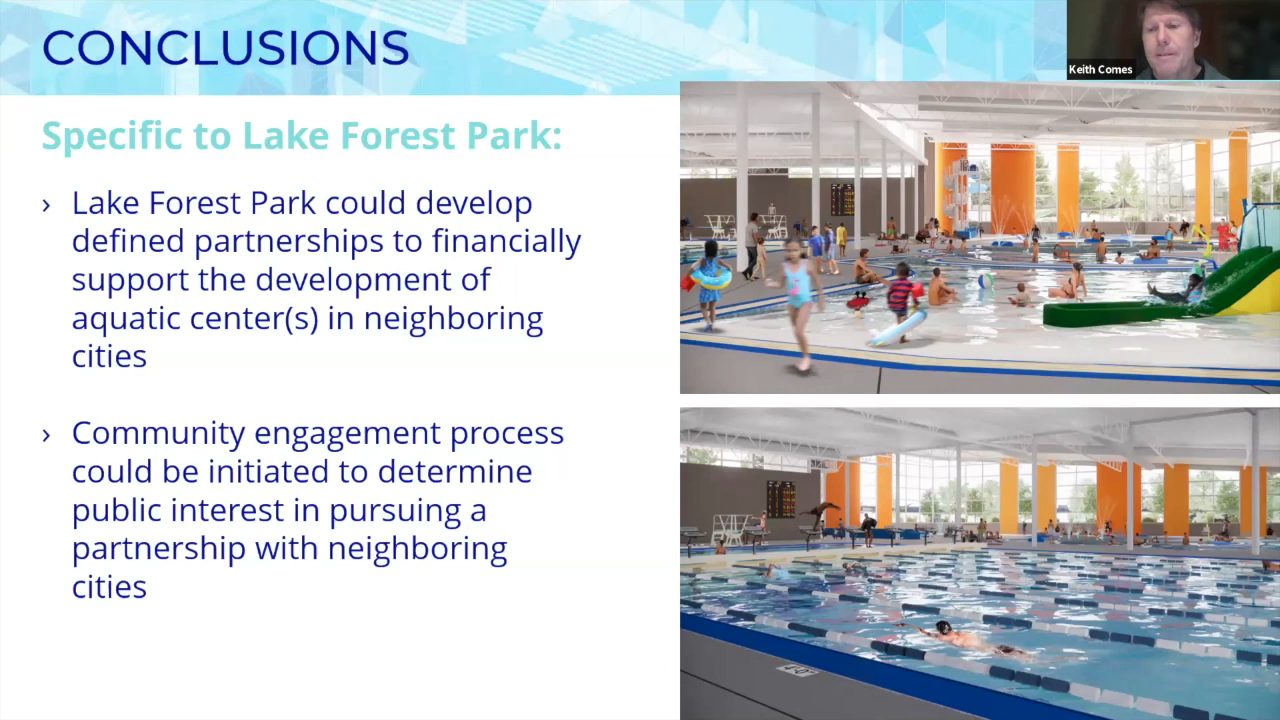 CONCLUSIONS
Keith Comes
Specific to Lake Forest Park:
› Lake Forest Park could develop
defined partnerships to financially
support the development of
aquatic center(s) in neighboring
cities
› Community engagement process
could be initiated to determine
public interest in pursuing a
partnership with neighboring
cities